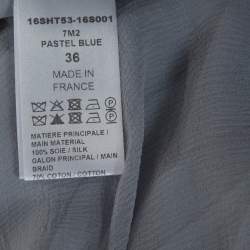 16SHT53-16S001
7M2
PASTEL BLUE
36
MADE IN
FRANCE
MATIERE PRINCIPALE /
MAIN MATERIAL
100% SOIE / SILK
GALON PRINCIPAL / MAIN
BRAID
70% COTON / COTTON